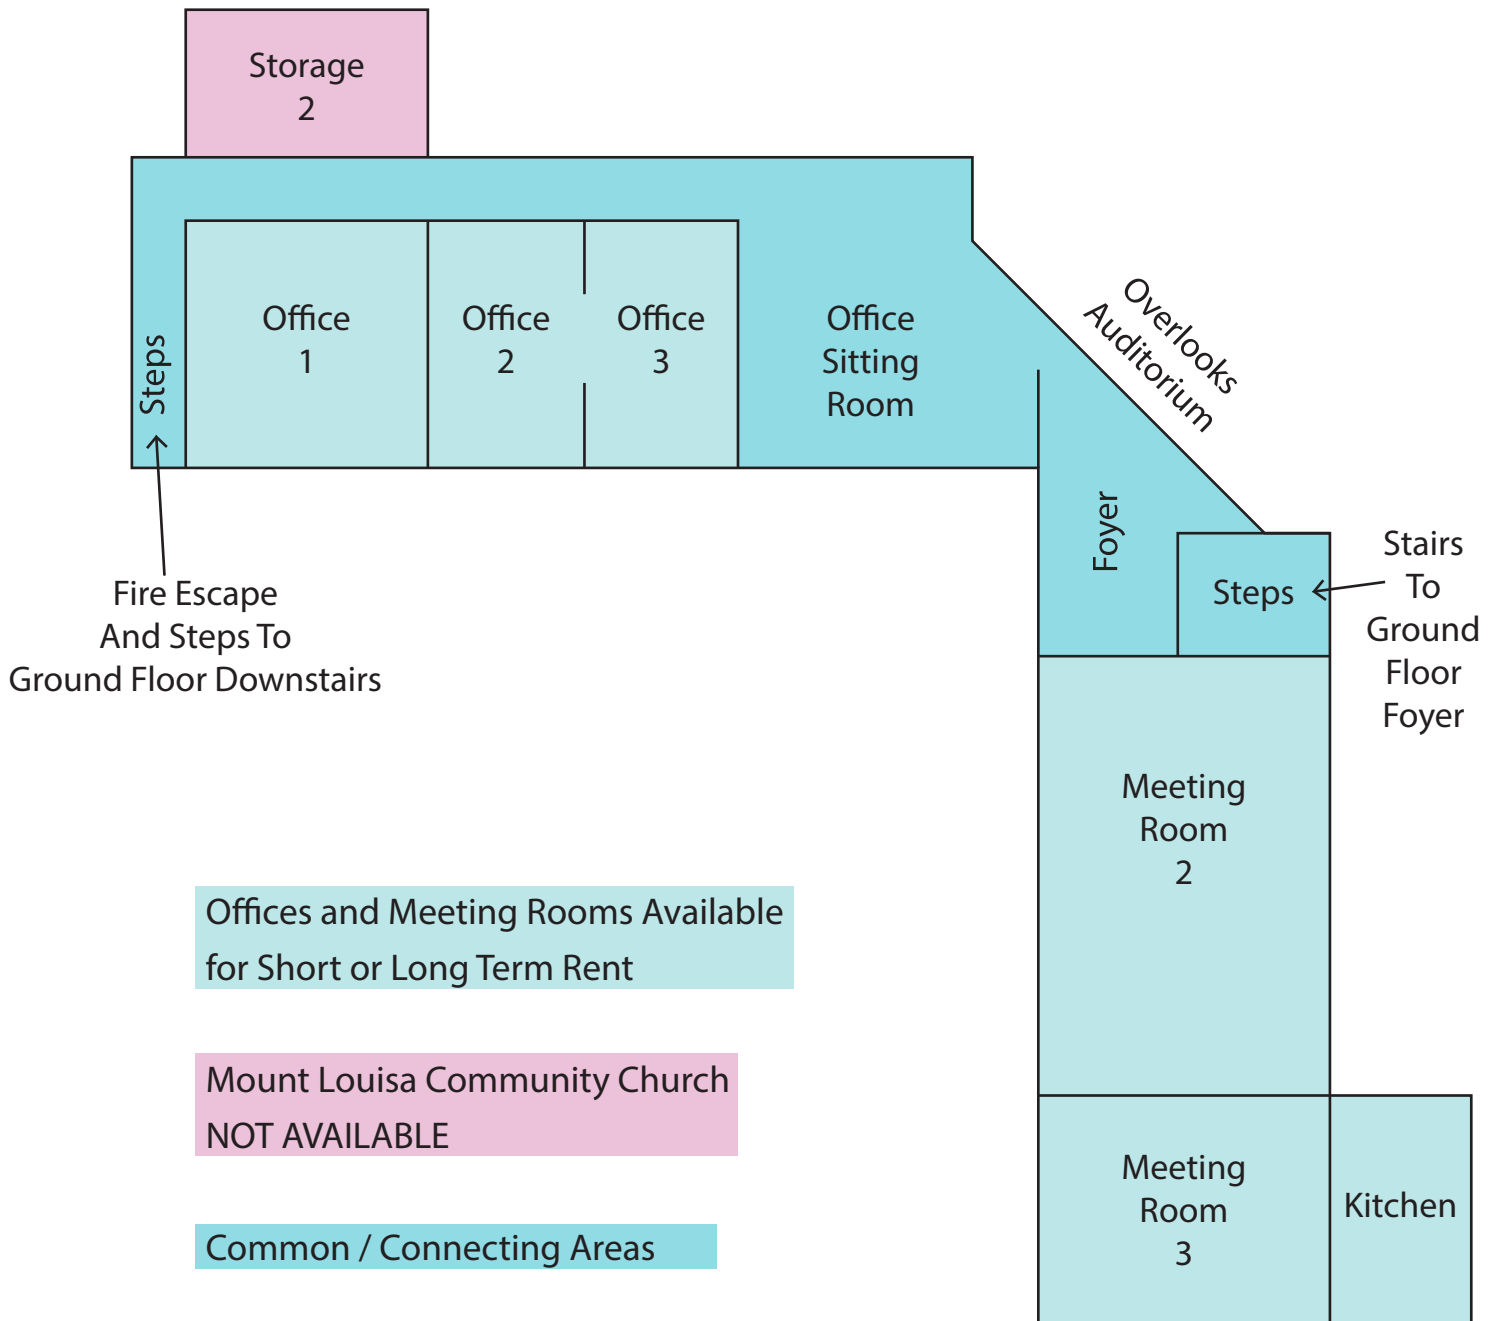 Storage
2
Office
1
Office
2
Office
3
Office
Sitting
Room
Overlooks
Auditorium
Steps
Foyer
Steps
Stairs
To
Ground
Floor
Foyer
Fire Escape
And Steps To
Ground Floor Downstairs
Meeting
Room
2
Offices and Meeting Rooms Available
for Short or Long Term Rent
Mount Louisa Community Church
NOT AVAILABLE
Common / Connecting Areas
Meeting
Room
3
Kitchen